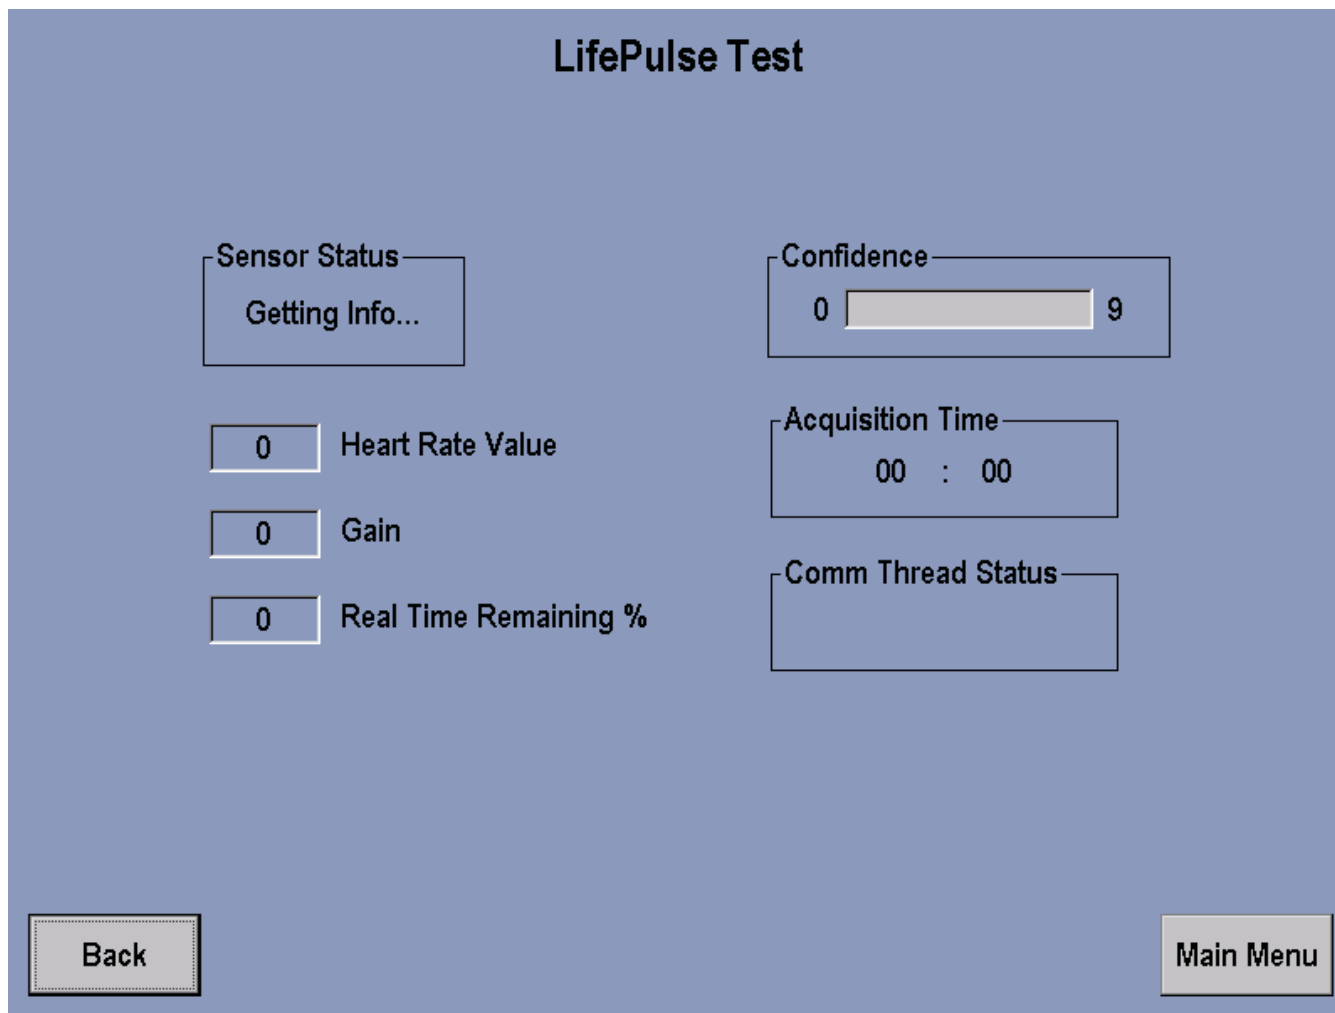 LifePulse Test
Sensor Status
Getting Info...
Confidence
0 9
0 Heart Rate Value
0 Gain
0 Real Time Remaining %
Acquisition Time
00 : 00
Comm Thread Status
Back
Main Menu